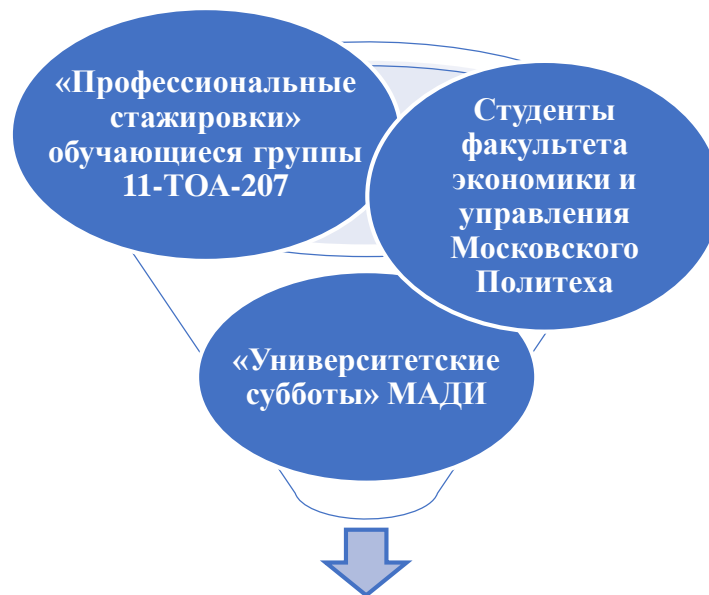 «Профессиональные
стажировки»
обучающиеся группы
11-ТОА-207
Студенты
факультета
экономики и
управления
Московского
Политеха
«Университетские
субботы» МАДИ